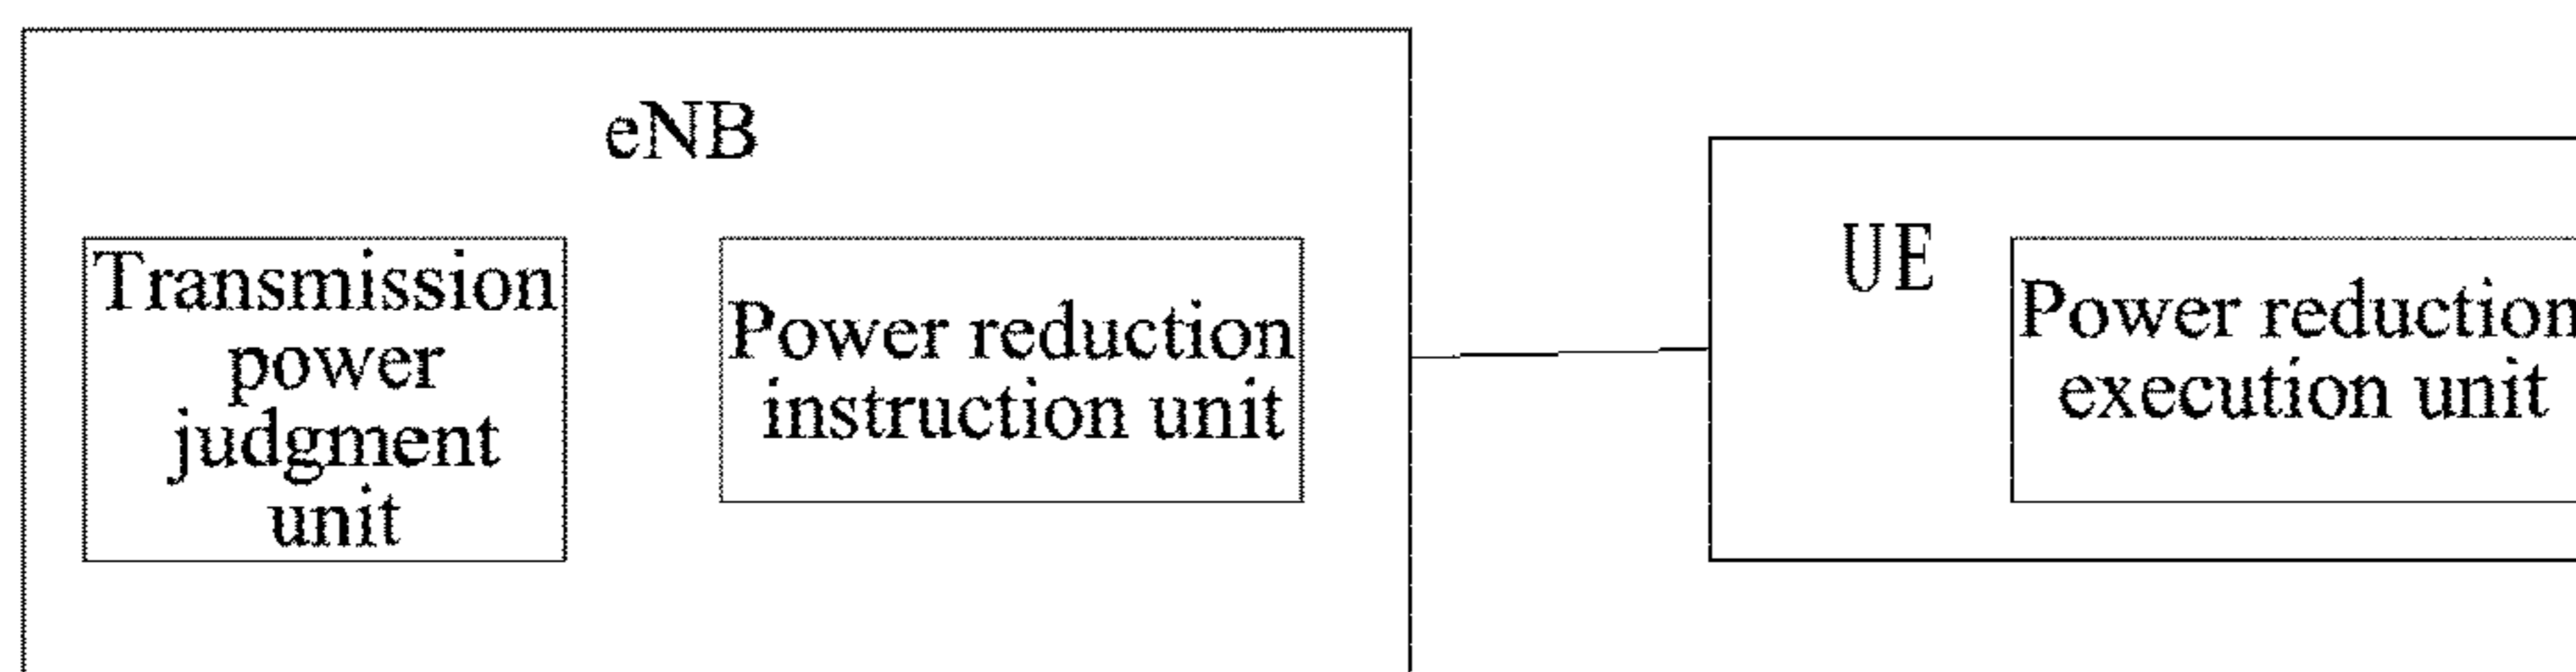 eNB
Transmission
power
judgment
unit
Power reduction
instruction unit
UE
Power reduction
execution unit